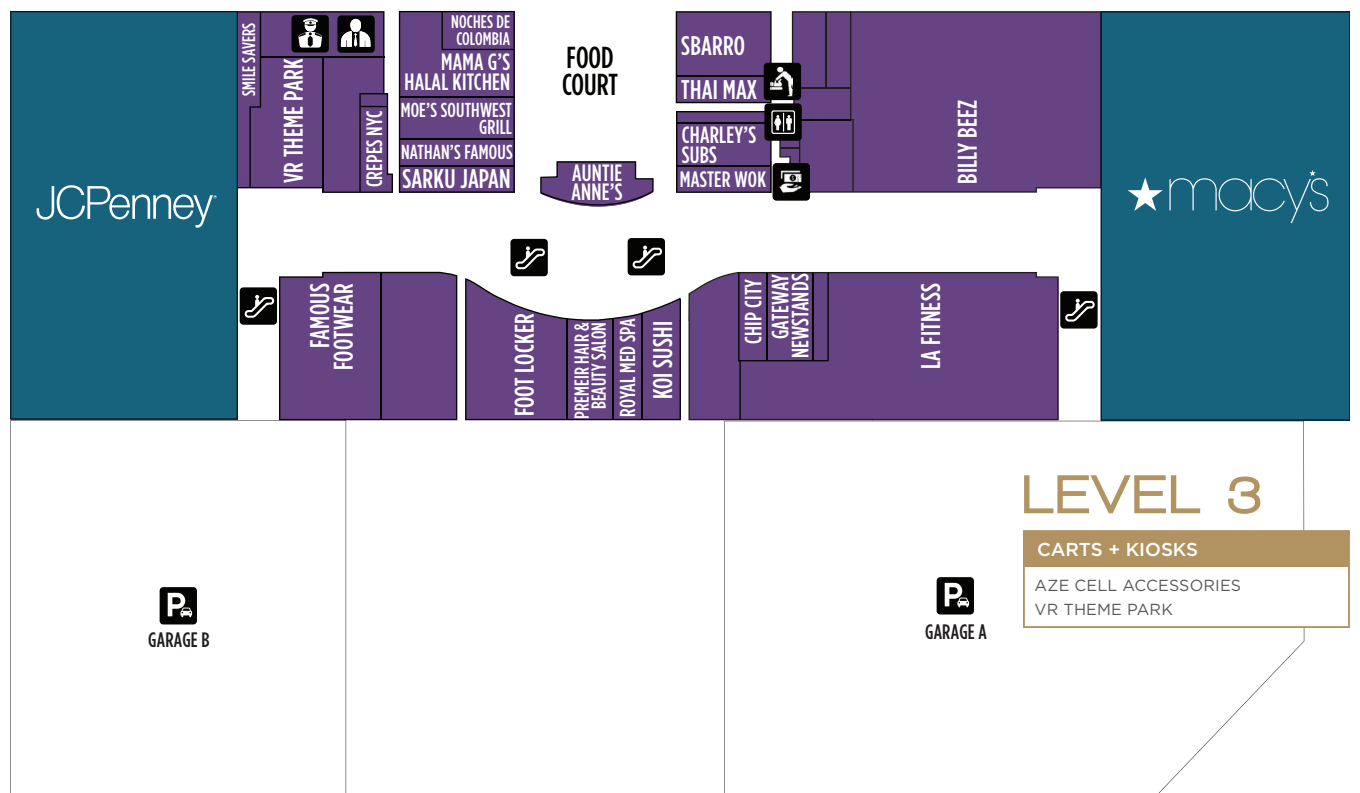 SMILE SAVERS
VR THEME PARK
CREPES NYC
NOCHES DE
COLOMBIA
MAMA G'S
HALAL KITCHEN
MOE'S SOUTHWEST
GRILL
NATHAN'S FAMOUS
SARKU JAPAN
FOOD
COURT
AUNTIE
ANNE'S
SBARRO
THAI MAX
CHARLEY'S
SUBS
MASTER WOK
BILLY BEEZ
JCPenney
macy's
FAMOUS
FOOTWEAR
FOOT LOCKER
PREMEIR HAIR &
BEAUTY SALON
ROYAL MED SPA
KOI SUSHI
CHIP CITY
GATEWAY
NEWSTANDS
LA FITNESS
LEVEL 3
CARTS + KIOSKS
AZE CELL ACCESSORIES
VR THEME PARK
P
GARAGE B
P
GARAGE A